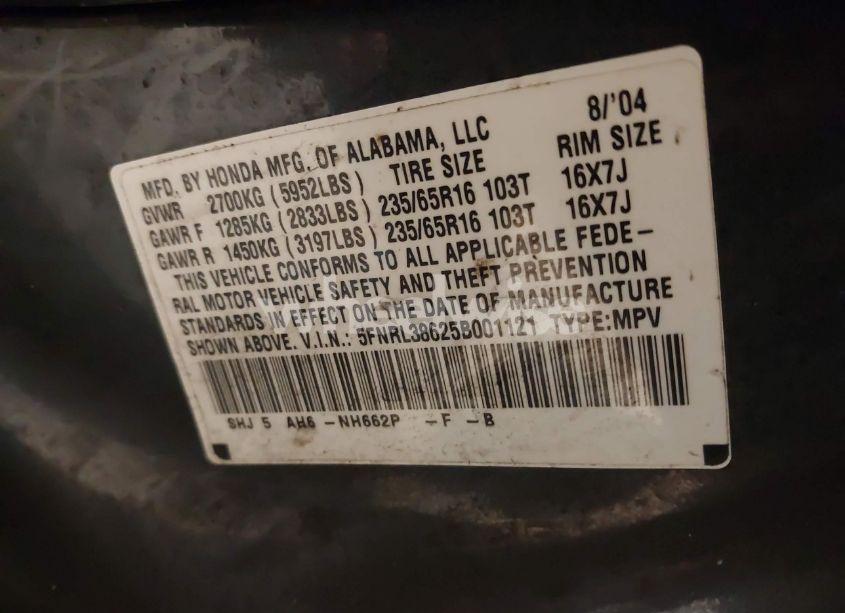 8/'04
MFD. BY HONDA MFG. OF ALABAMA, LLC
TIRE SIZE RIM SIZE
GVWR 2700KG (5952LBS)
GAWR F 1285KG (2833LBS) 235/65R16 103T 16X7J
GAWR R 1450KG (3197LBS) 235/65R16 103T 16X7J
THIS VEHICLE CONFORMS TO ALL APPLICABLE FEDE-
RAL MOTOR VEHICLE SAFETY AND THEFT PREVENTION
STANDARDS IN EFFECT ON THE DATE OF MANUFACTURE
SHOWN ABOVE. V.I.N.: 5FNRL38625B001121 TYPE:MPV
SHJ 5 AH6 -NH662P -F -B